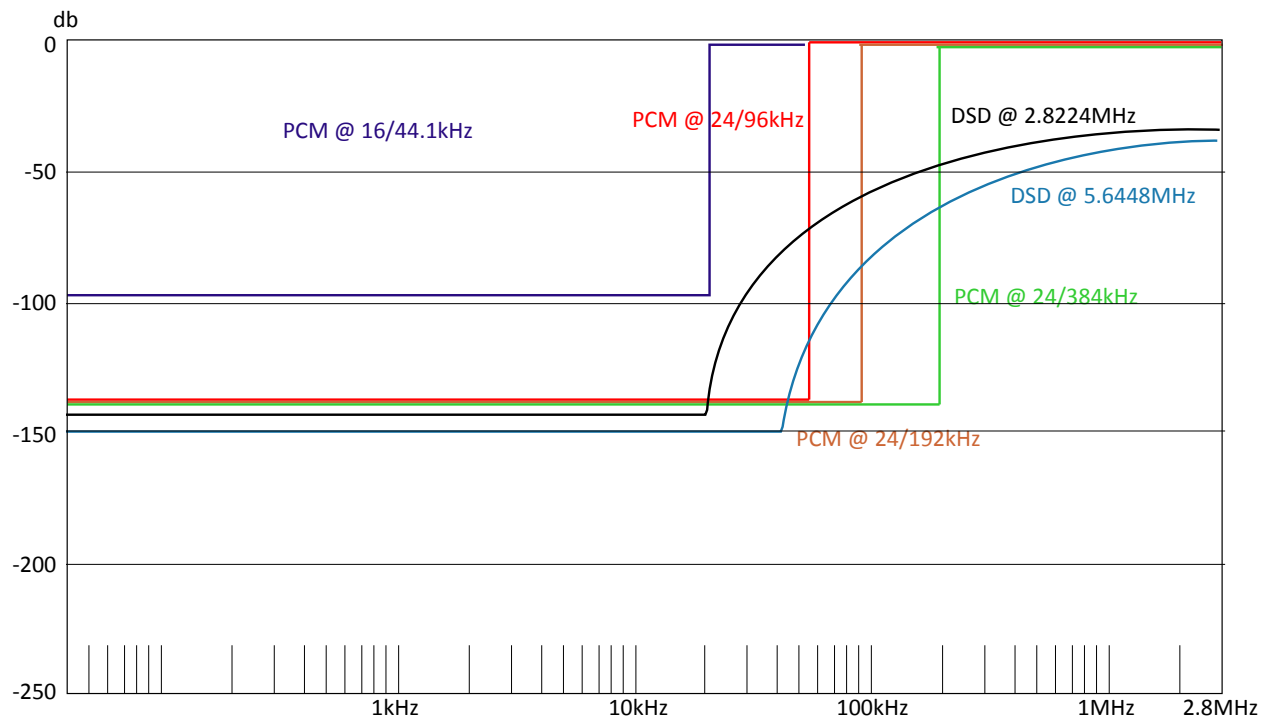 db
0
PCM @ 24/96kHz
DSD @ 2.8224MHz
PCM @ 16/44.1kHz
-50
DSD @ 5.6448MHz
-100
PCM @ 24/384kHz
-150
PCM @ 24/192kHz
-200
-250
1kHz
10kHz
100kHz
1MHz
2.8MHz